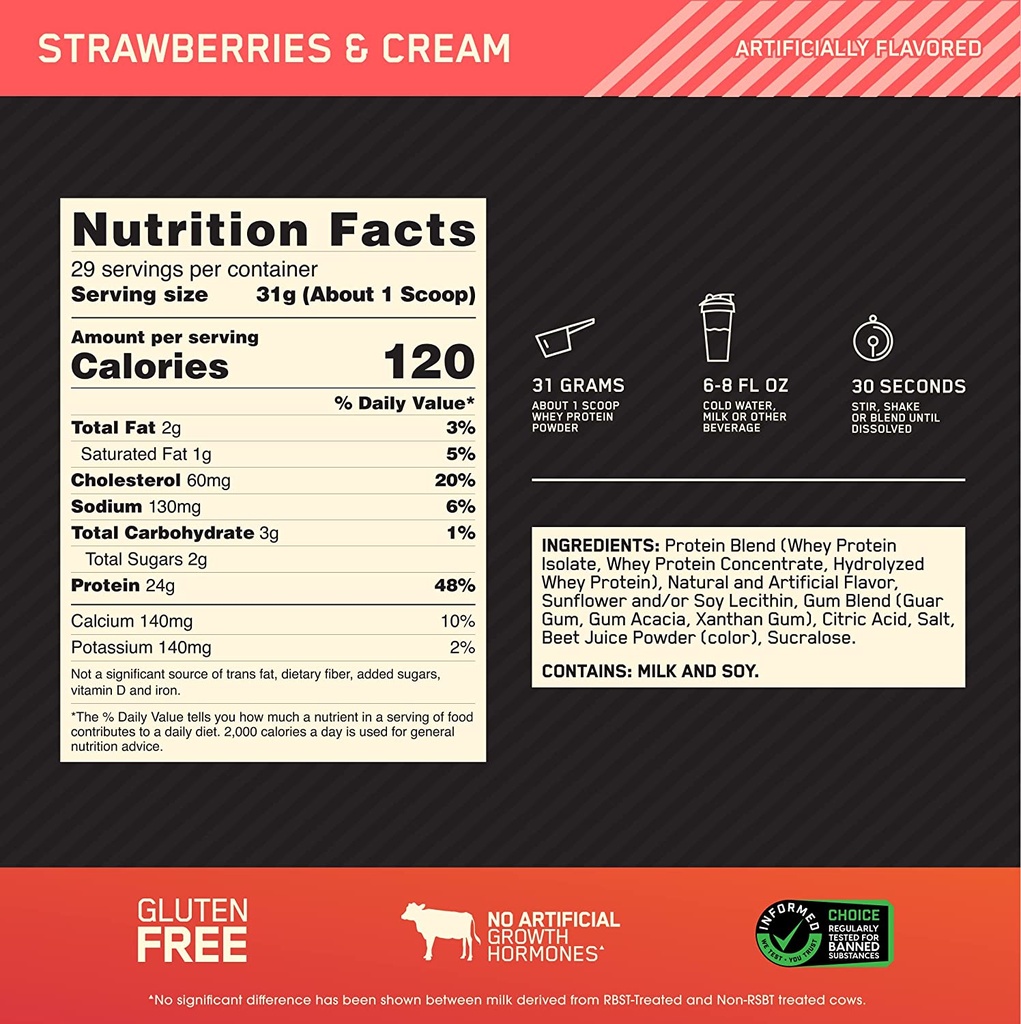 STRAWBERRIES & CREAM
ARTIFICIALLY FLAVORED
Nutrition Facts
29 servings per container
Serving size 31g (About 1 Scoop)
Amount per serving
Calories 120
% Daily Value*
Total Fat 2g 3%
Saturated Fat 1g 5%
Cholesterol 60mg 20%
Sodium 130mg 6%
Total Carbohydrate 3g 1%
Total Sugars 2g
Protein 24g 48%
Calcium 140mg 10%
Potassium 140mg 2%
Not a significant source of trans fat, dietary fiber, added sugars,
vitamin D and iron.
*The % Daily Value tells you how much a nutrient in a serving of food
contributes to a daily diet. 2,000 calories a day is used for general
nutrition advice.
31 GRAMS
ABOUT 1 SCOOP
WHEY PROTEIN
POWDER
6-8 FL OZ
COLD WATER,
MILK OR OTHER
BEVERAGE
30 SECONDS
STIR, SHAKE
OR BLEND UNTIL
DISSOLVED
INGREDIENTS: Protein Blend (Whey Protein
Isolate, Whey Protein Concentrate, Hydrolyzed
Whey Protein), Natural and Artificial Flavor,
Sunflower and/or Soy Lecithin, Gum Blend (Guar
Gum, Gum Acacia, Xanthan Gum), Citric Acid, Salt,
Beet Juice Powder (color), Sucralose.
CONTAINS: MILK AND SOY.
GLUTEN
FREE
NO ARTIFICIAL
GROWTH
HORMONES▲
INFORMED
WE TEST · YOU TRUST
CHOICE
REGULARLY
TESTED FOR
BANNED
SUBSTANCES
▲No significant difference has been shown between milk derived from RBST-Treated and Non-RSBT treated cows.